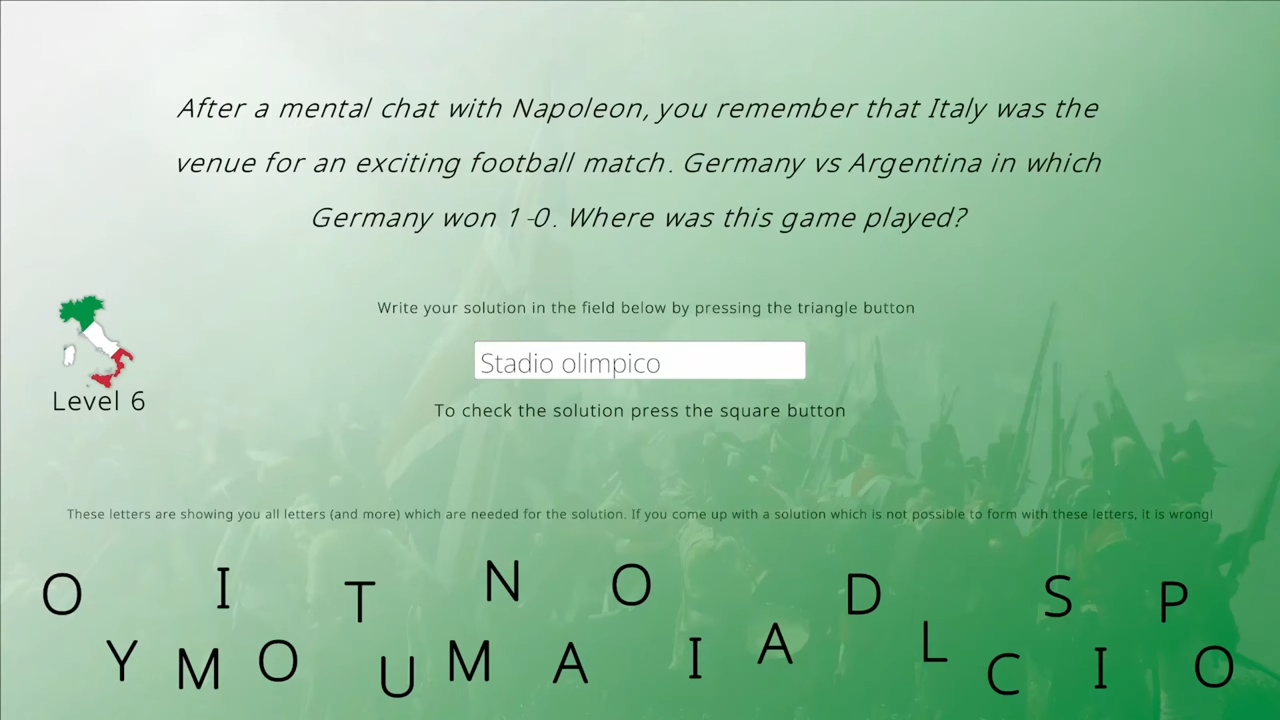 After a mental chat with Napoleon, you remember that Italy was the
venue for an exciting football match. Germany vs Argentina in which
Germany won 1-0. Where was this game played?
Write your solution in the field below by pressing the triangle button
Stadio olimpico
Level 6
To check the solution press the square button
These letters are showing you all letters (and more) which are needed for the solution. If you come up with a solution which is not possible to form with these letters, it is wrong!
O I T N O D S P
Y M O U M A I A L C I O